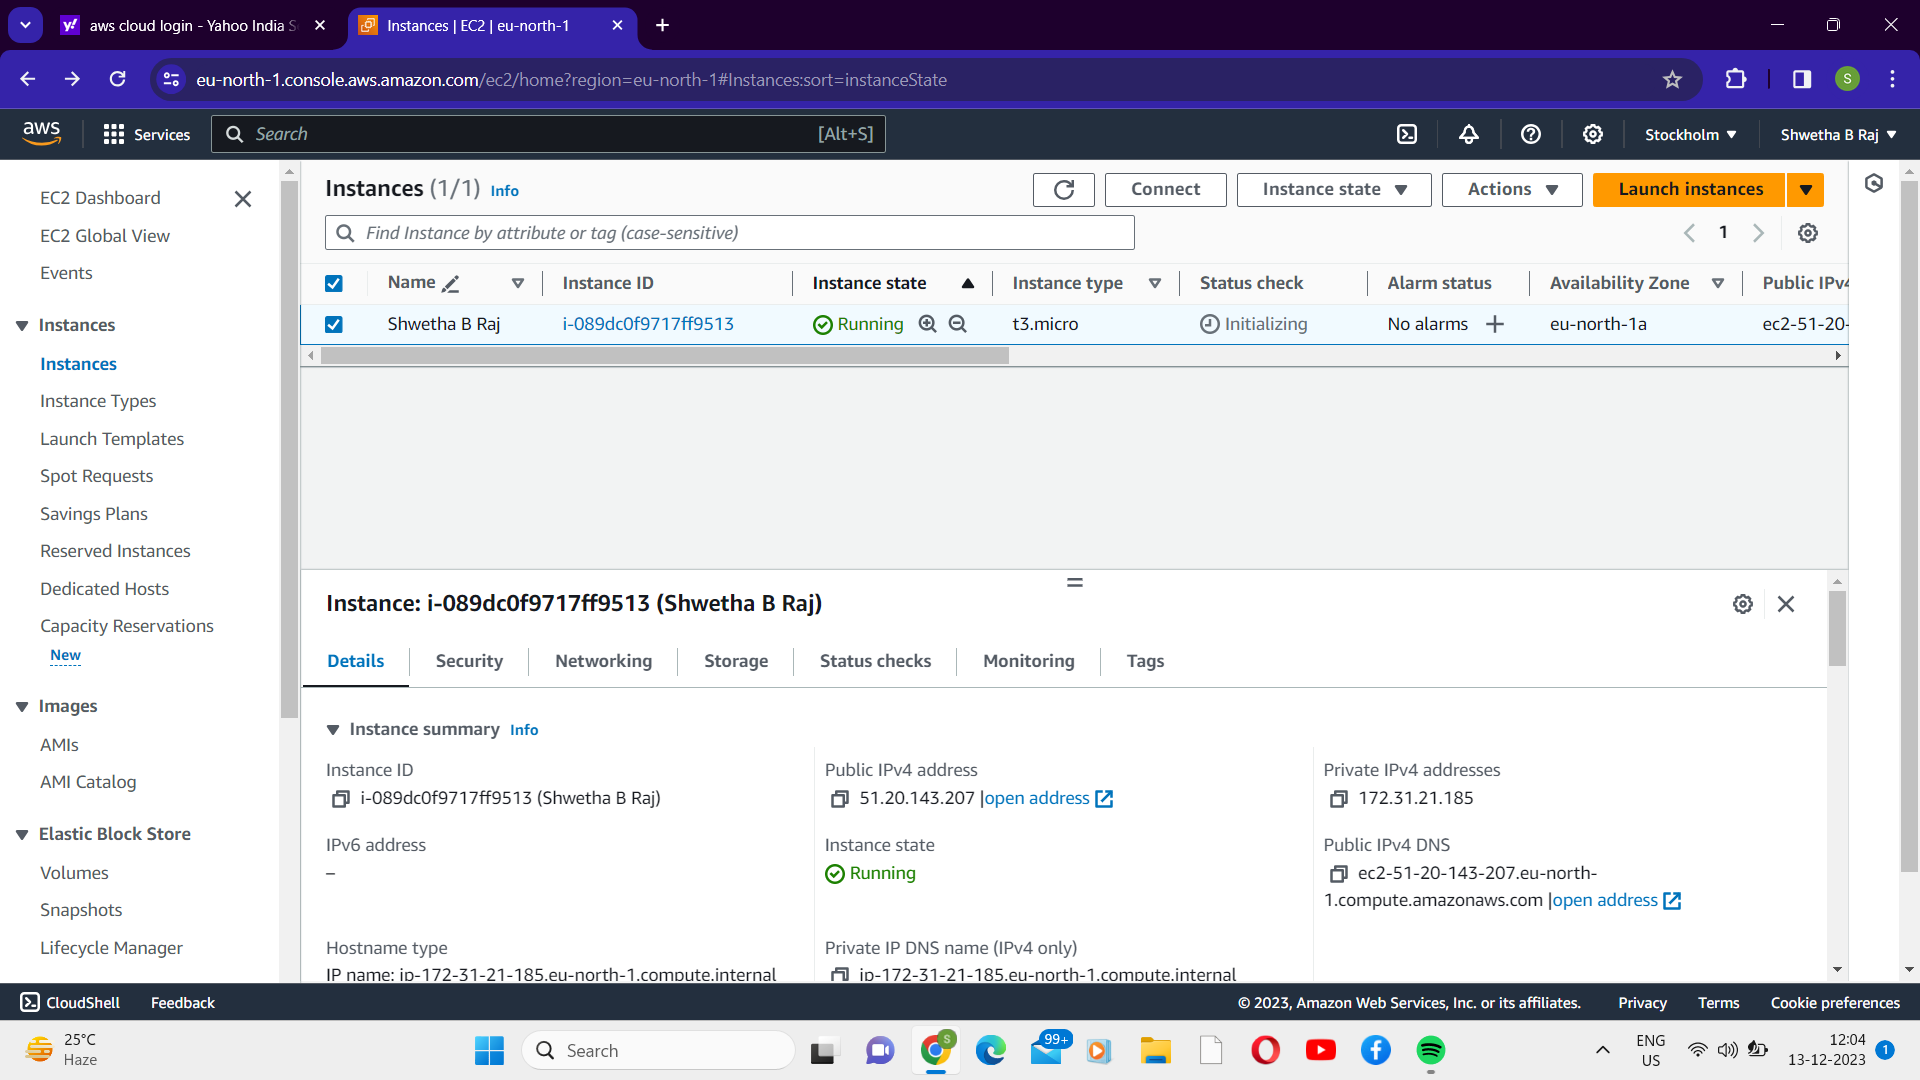 aws cloud login - Yahoo India S
Instances | EC2 | eu-north-1
eu-north-1.console.aws.amazon.com/ec2/home?region=eu-north-1#Instances:sort=instanceState
S
aws
Services
Search
[Alt+S]
Stockholm
Shwetha B Raj
EC2 Dashboard
EC2 Global View
Events
Instances
Instances
Instance Types
Launch Templates
Spot Requests
Savings Plans
Reserved Instances
Dedicated Hosts
Capacity Reservations
New
Images
AMIs
AMI Catalog
Elastic Block Store
Volumes
Snapshots
Lifecycle Manager
Instances (1/1) Info
Connect
Instance state
Actions
Launch instances
Find Instance by attribute or tag (case-sensitive)
1
Name Instance ID Instance state Instance type Status check Alarm status Availability Zone Public IPv4
Shwetha B Raj i-089dc0f9717ff9513 Running t3.micro Initializing No alarms eu-north-1a ec2-51-20-
Instance: i-089dc0f9717ff9513 (Shwetha B Raj)
Details Security Networking Storage Status checks Monitoring Tags
Instance summary Info
Instance ID
i-089dc0f9717ff9513 (Shwetha B Raj)
Public IPv4 address
51.20.143.207 |open address
Private IPv4 addresses
172.31.21.185
IPv6 address
–
Instance state
Running
Public IPv4 DNS
ec2-51-20-143-207.eu-north-
1.compute.amazonaws.com |open address
Hostname type
IP name: ip-172-31-21-185.eu-north-1.compute.internal
Private IP DNS name (IPv4 only)
ip-172-31-21-185.eu-north-1.compute.internal
CloudShell
Feedback
© 2023, Amazon Web Services, Inc. or its affiliates.
Privacy
Terms
Cookie preferences
25°C
Haze
Search
S
99+
ENG
US
12:04
13-12-2023
1